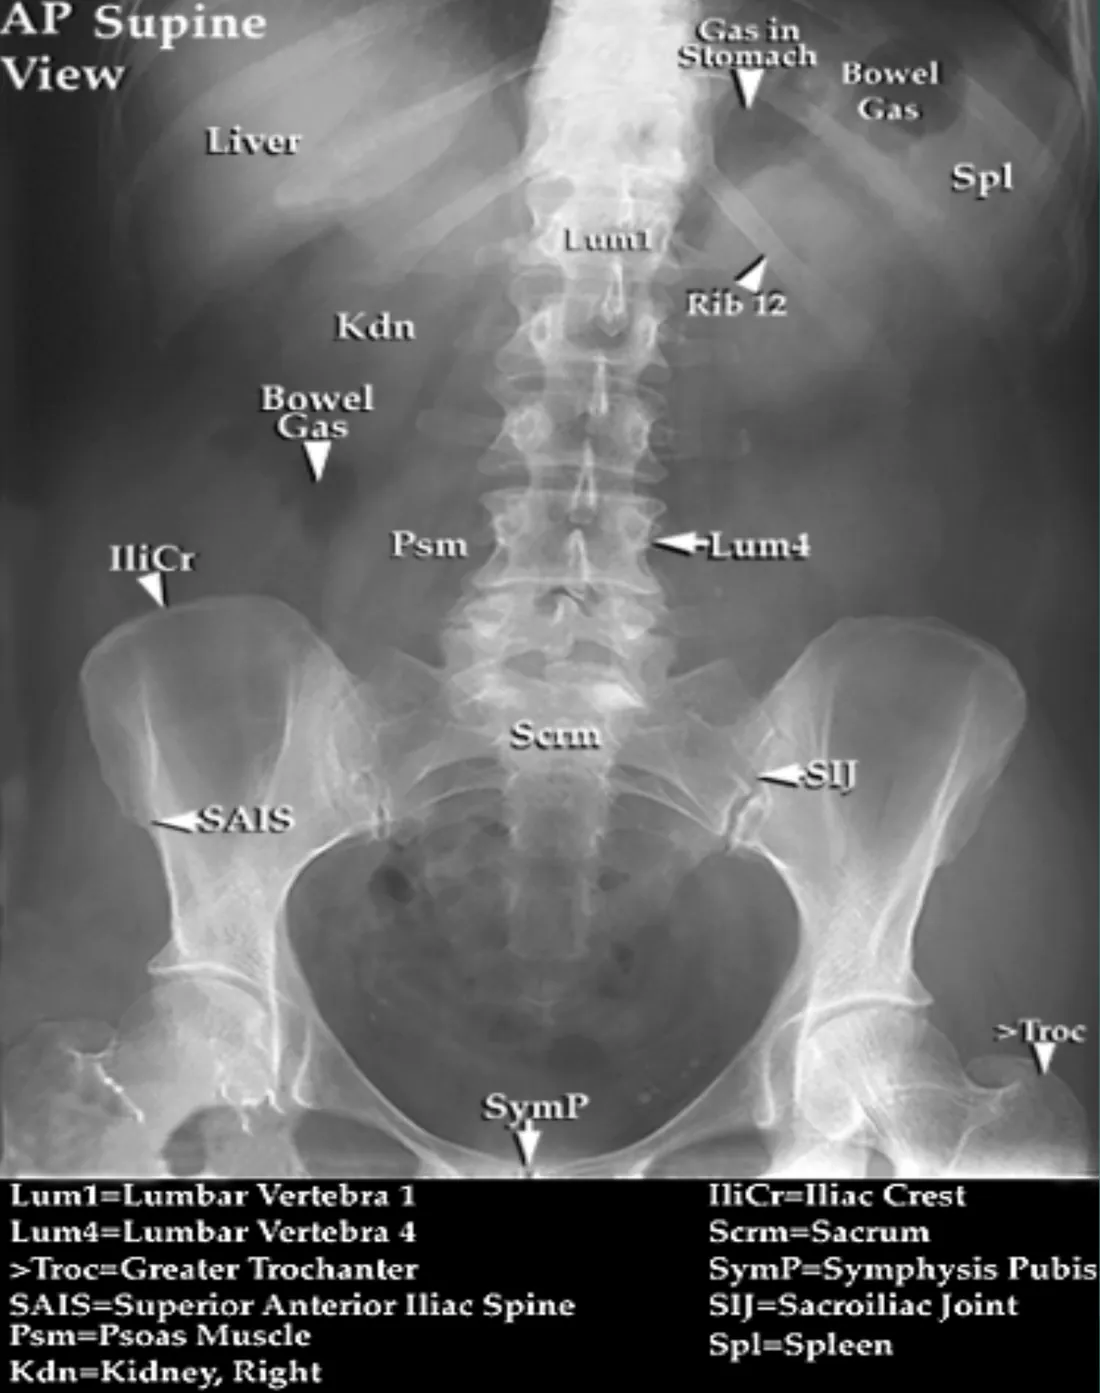 AP Supine
View
Gas in
Stomach
Bowel
Gas
Liver
Spl
Lum1
Rib 12
Kdn
Bowel
Gas
Psm
Lum4
IliCr
Scrm
SIJ
SAIS
>Troc
SymP
Lum1=Lumbar Vertebra 1
Lum4=Lumbar Vertebra 4
>Troc=Greater Trochanter
SAIS=Superior Anterior Iliac Spine
Psm=Psoas Muscle
Kdn=Kidney, Right
IliCr=Iliac Crest
Scrm=Sacrum
SymP=Symphysis Pubis
SIJ=Sacroiliac Joint
Spl=Spleen